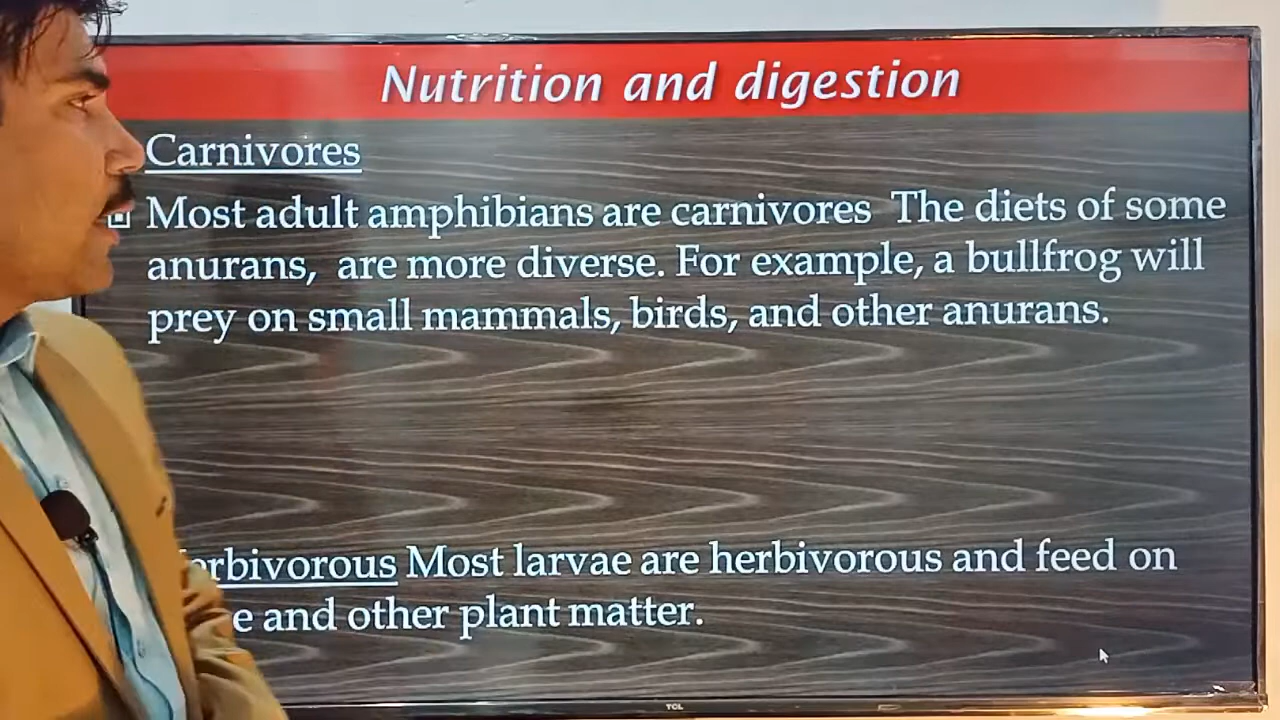 Nutrition and digestion
Carnivores
Most adult amphibians are carnivores The diets of some
anurans, are more diverse. For example, a bullfrog will
prey on small mammals, birds, and other anurans.
erbivorous Most larvae are herbivorous and feed on
e and other plant matter.
TCL